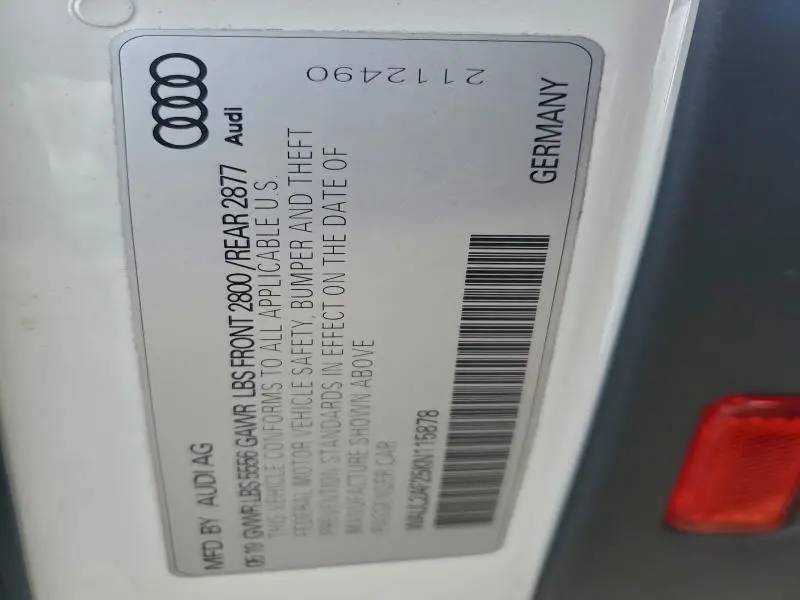 MFD BY AUDI AG
05 19 GVWR LBS 5556 GAWR LBS FRONT 2800 / REAR 2877
THIS VEHICLE CONFORMS TO ALL APPLICABLE U.S.
FEDERAL MOTOR VEHICLE SAFETY, BUMPER AND THEFT
PREVENTION STANDARDS IN EFFECT ON THE DATE OF
MANUFACTURE SHOWN ABOVE
PASSENGER CAR
WAUL2AF25KN115878
Audi
GERMANY
2112490